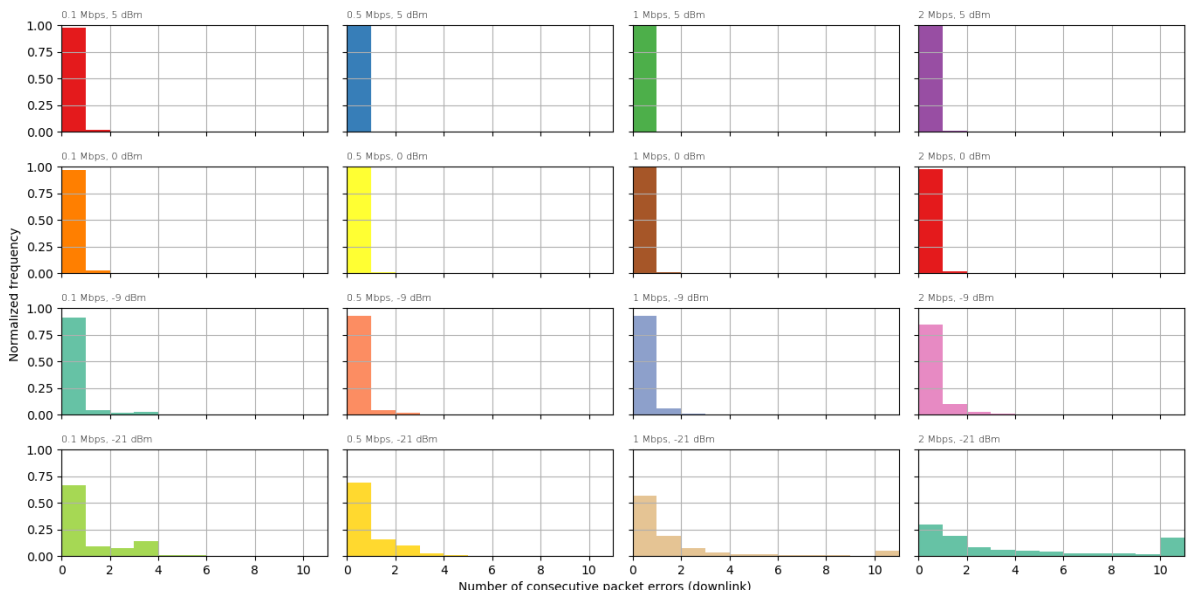 0.1 Mbps, 5 dBm 0.5 Mbps, 5 dBm 1 Mbps, 5 dBm 2 Mbps, 5 dBm
1.00
0.75
0.50
0.25
0.00
0.1 Mbps, 0 dBm 0.5 Mbps, 0 dBm 1 Mbps, 0 dBm 2 Mbps, 0 dBm
1.00
0.75
0.50
0.25
0.00
Normalized frequency
0.1 Mbps, -9 dBm 0.5 Mbps, -9 dBm 1 Mbps, -9 dBm 2 Mbps, -9 dBm
1.00
0.75
0.50
0.25
0.00
0.1 Mbps, -21 dBm 0.5 Mbps, -21 dBm 1 Mbps, -21 dBm 2 Mbps, -21 dBm
1.00
0.75
0.50
0.25
0.00
0 2 4 6 8 10 0 2 4 6 8 10 0 2 4 6 8 10 0 2 4 6 8 10
Number of consecutive packet errors (downlink)